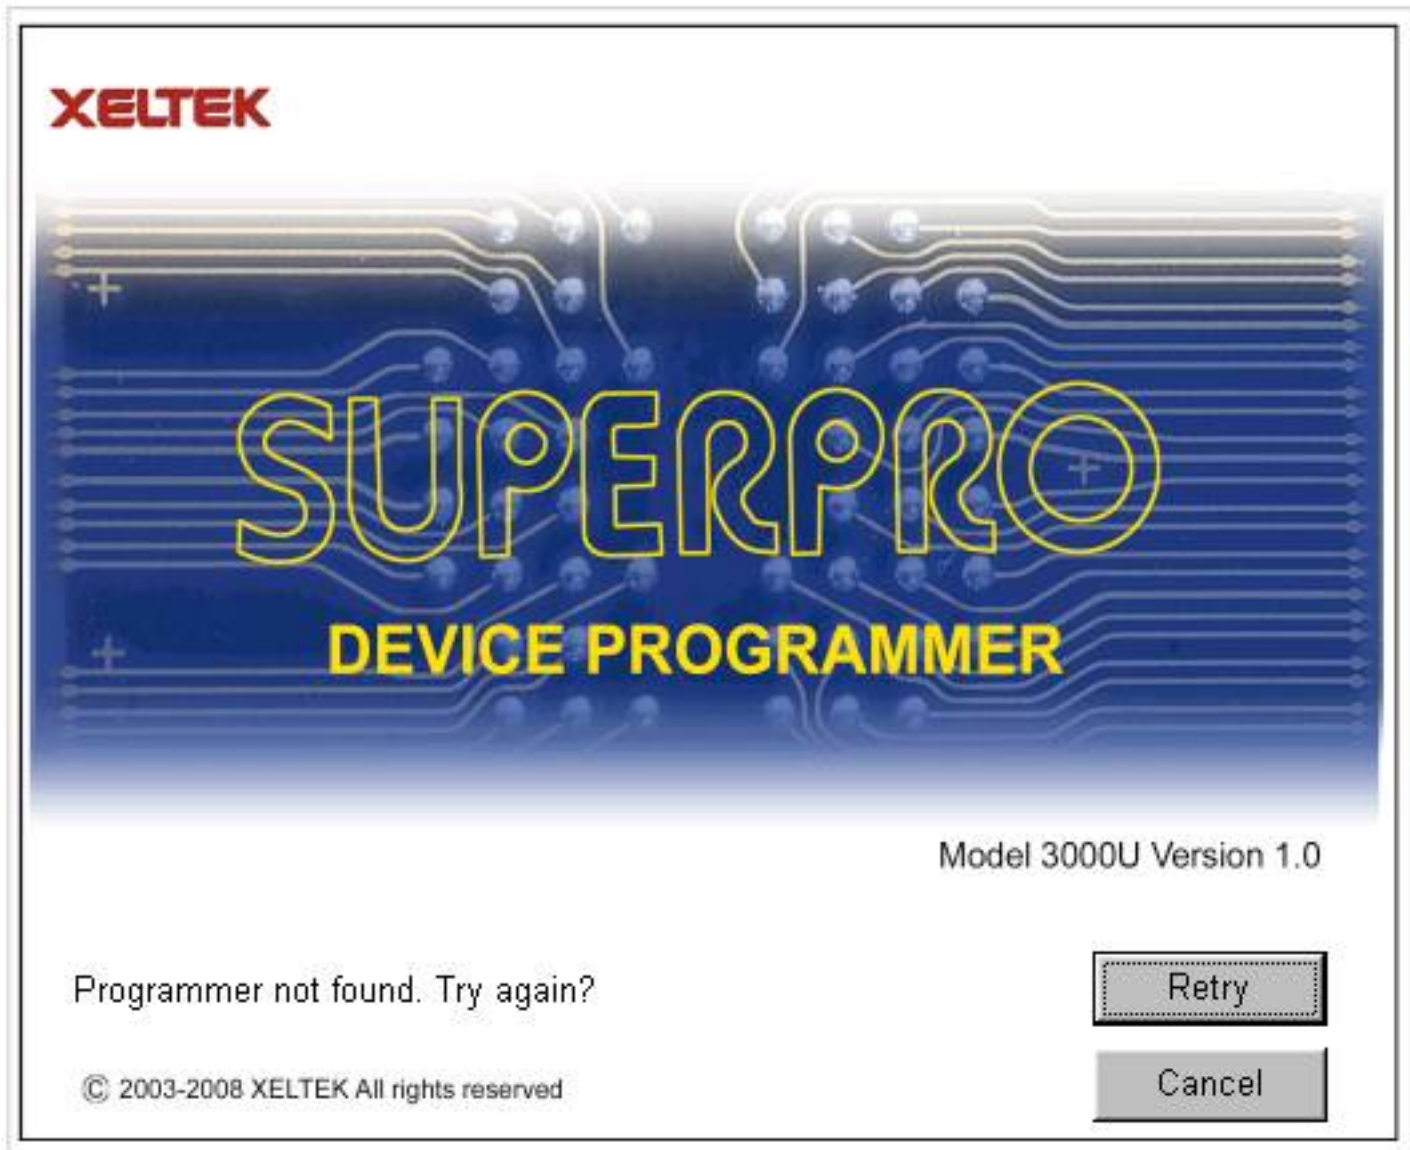 XELTEK
SUPERPRO
DEVICE PROGRAMMER
Model 3000U Version 1.0
Programmer not found. Try again?
Retry
© 2003-2008 XELTEK All rights reserved
Cancel